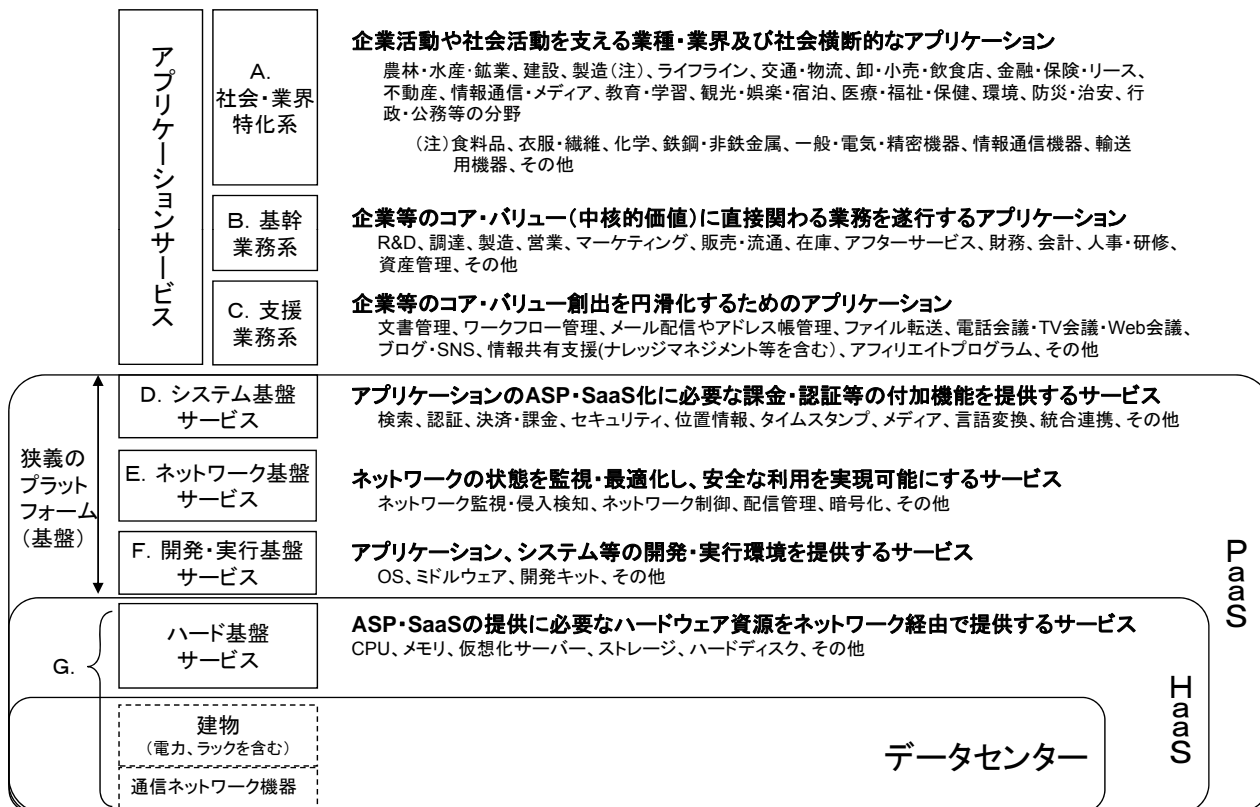 アプリケーションサービス
A.
社会・業界
特化系
企業活動や社会活動を支える業種・業界及び社会横断的なアプリケーション
農林・水産・鉱業、建設、製造(注)、ライフライン、交通・物流、卸・小売・飲食店、金融・保険・リース、
不動産、情報通信・メディア、教育・学習、観光・娯楽・宿泊、医療・福祉・保健、環境、防災・治安、行
政・公務等の分野
(注)食料品、衣服・繊維、化学、鉄鋼・非鉄金属、一般・電気・精密機器、情報通信機器、輸送
用機器、その他
B. 基幹
業務系
企業等のコア・バリュー(中核的価値)に直接関わる業務を遂行するアプリケーション
R&D、調達、製造、営業、マーケティング、販売・流通、在庫、アフターサービス、財務、会計、人事・研修、
資産管理、その他
C. 支援
業務系
企業等のコア・バリュー創出を円滑化するためのアプリケーション
文書管理、ワークフロー管理、メール配信やアドレス帳管理、ファイル転送、電話会議・TV会議・Web会議、
ブログ・SNS、情報共有支援(ナレッジマネジメント等を含む)、アフィリエイトプログラム、その他
狭義の
プラット
フォーム
(基盤)
D. システム基盤
サービス
アプリケーションのASP・SaaS化に必要な課金・認証等の付加機能を提供するサービス
検索、認証、決済・課金、セキュリティ、位置情報、タイムスタンプ、メディア、言語変換、統合連携、その他
E. ネットワーク基盤
サービス
ネットワークの状態を監視・最適化し、安全な利用を実現可能にするサービス
ネットワーク監視・侵入検知、ネットワーク制御、配信管理、暗号化、その他
F. 開発・実行基盤
サービス
アプリケーション、システム等の開発・実行環境を提供するサービス
OS、ミドルウェア、開発キット、その他
PaaS
G.
ハード基盤
サービス
ASP・SaaSの提供に必要なハードウェア資源をネットワーク経由で提供するサービス
CPU、メモリ、仮想化サーバー、ストレージ、ハードディスク、その他
HaaS
建物
(電力、ラックを含む)
通信ネットワーク機器
データセンター